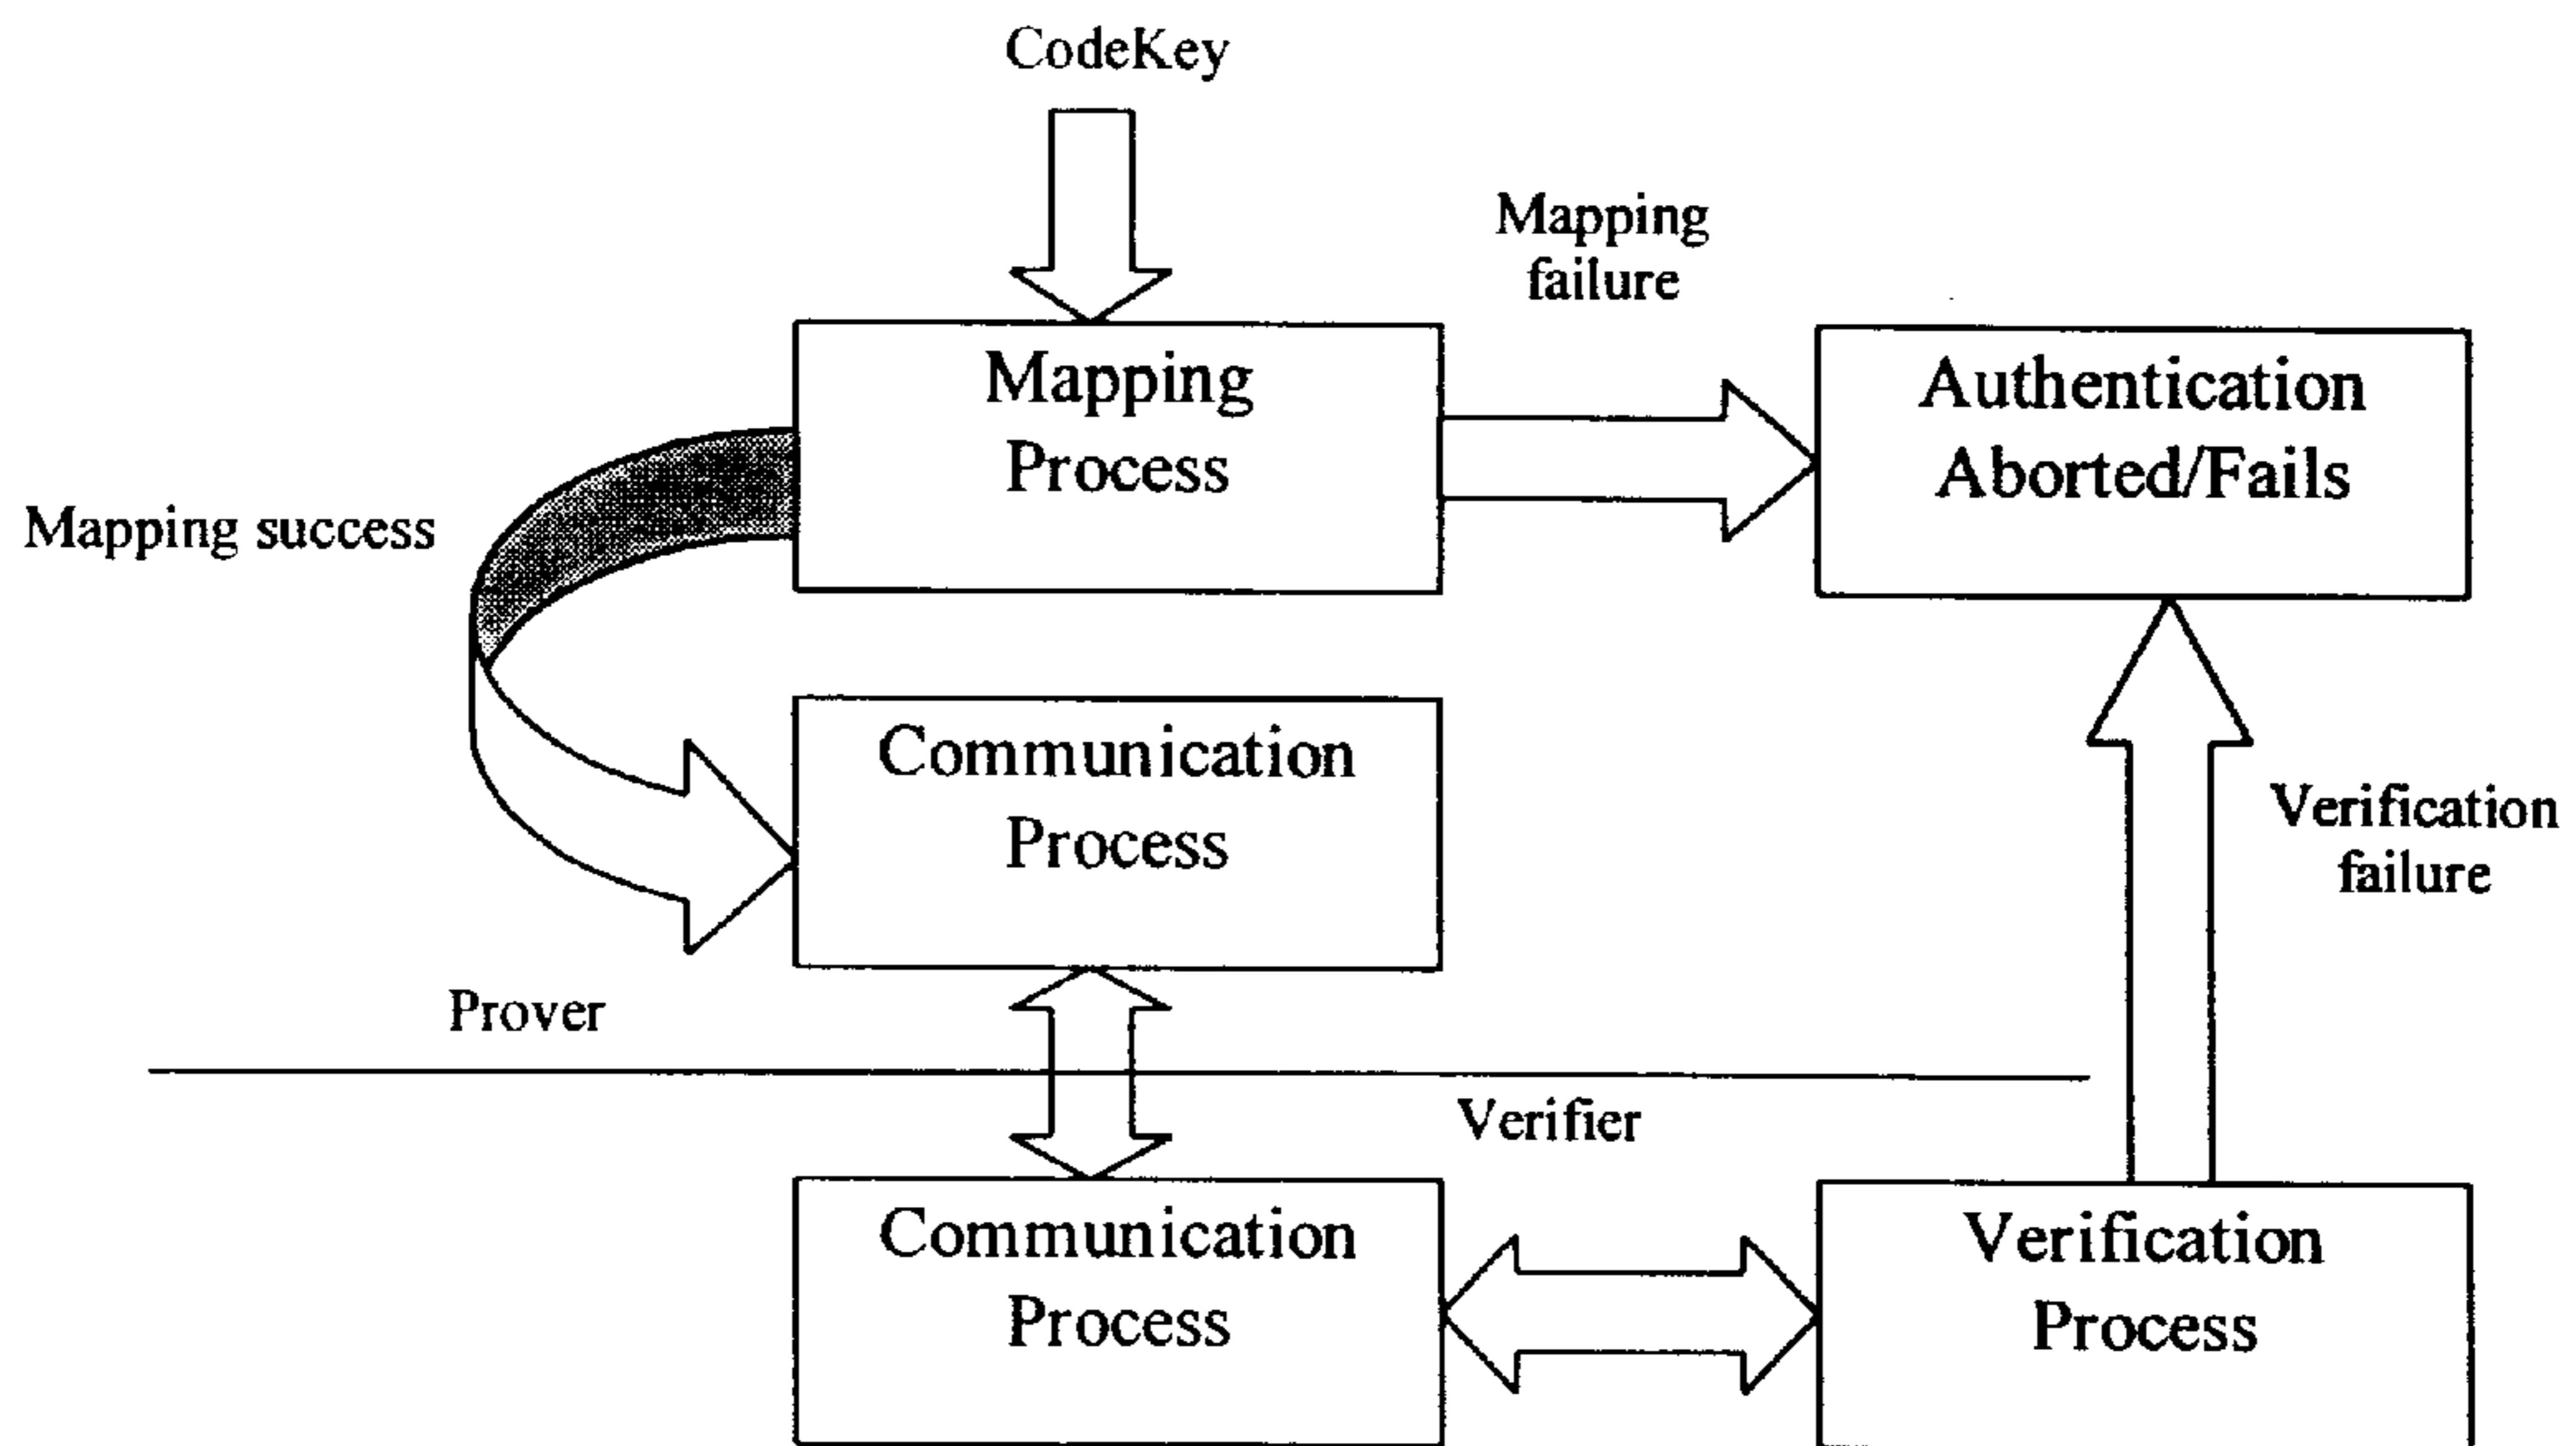 CodeKey
Mapping
failure
Mapping
Process
Authentication
Aborted/Fails
Mapping success
Communication
Process
Verification
failure
Prover
Verifier
Communication
Process
Verification
Process